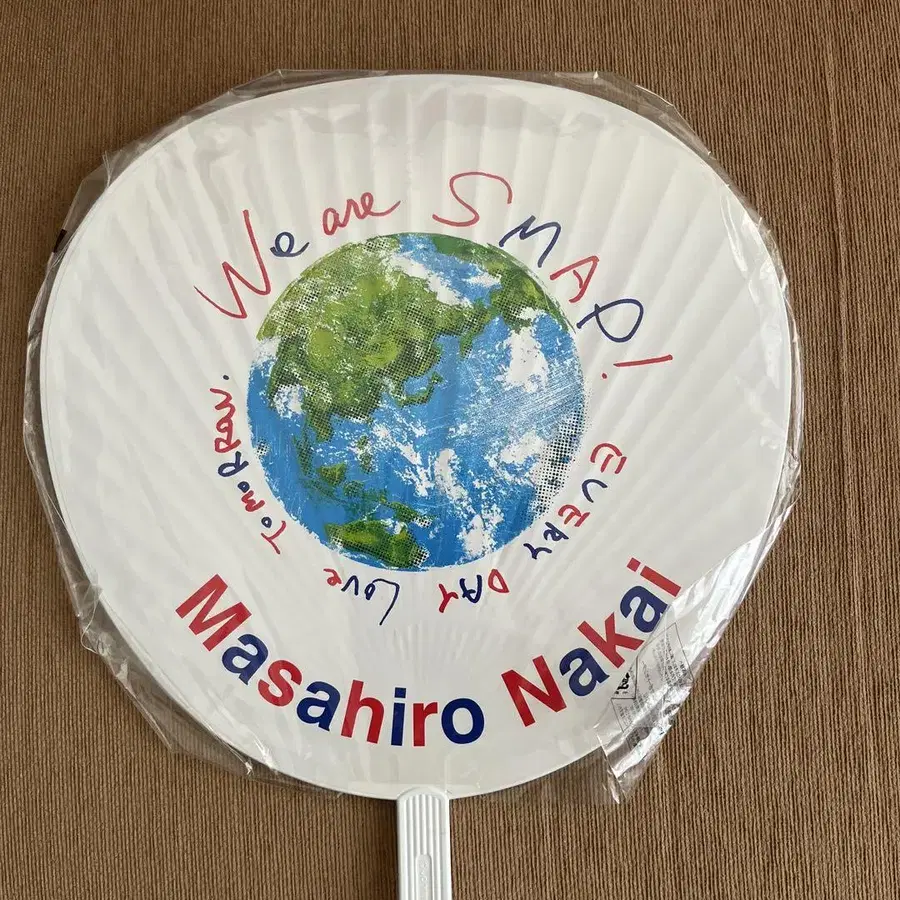 We are SMAP!
EVERY DAY LOVE TOMORROW.
Masahiro Nakai